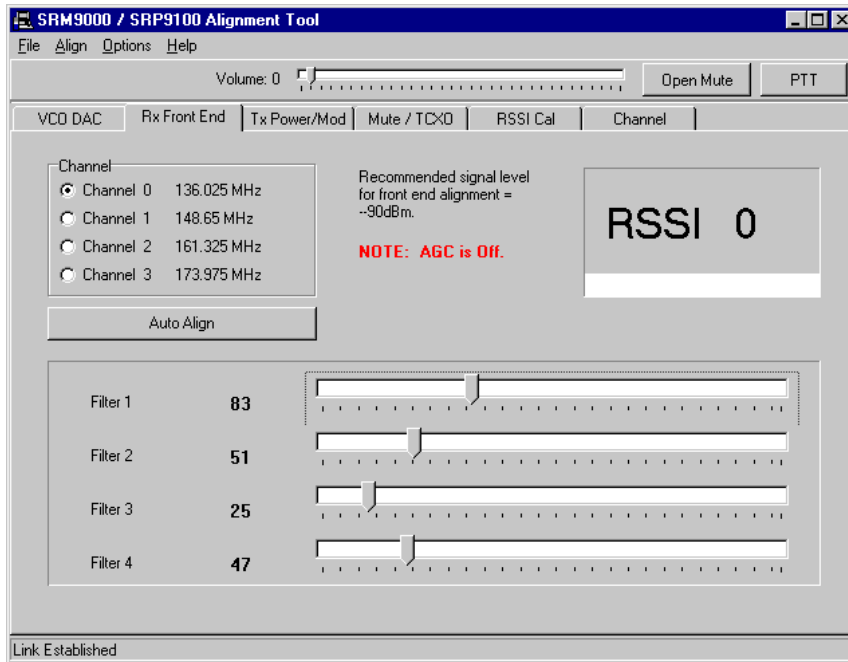 SRM9000 / SRP9100 Alignment Tool
File Align Options Help
Volume: 0
Open Mute
PTT
VCO DAC
Rx Front End
Tx Power/Mod
Mute / TCXO
RSSI Cal
Channel
Channel
Channel 0 136.025 MHz
Channel 1 148.65 MHz
Channel 2 161.325 MHz
Channel 3 173.975 MHz
Recommended signal level
for front end alignment =
--90dBm.
NOTE: AGC is Off.
RSSI 0
Auto Align
Filter 1 83
Filter 2 51
Filter 3 25
Filter 4 47
Link Established